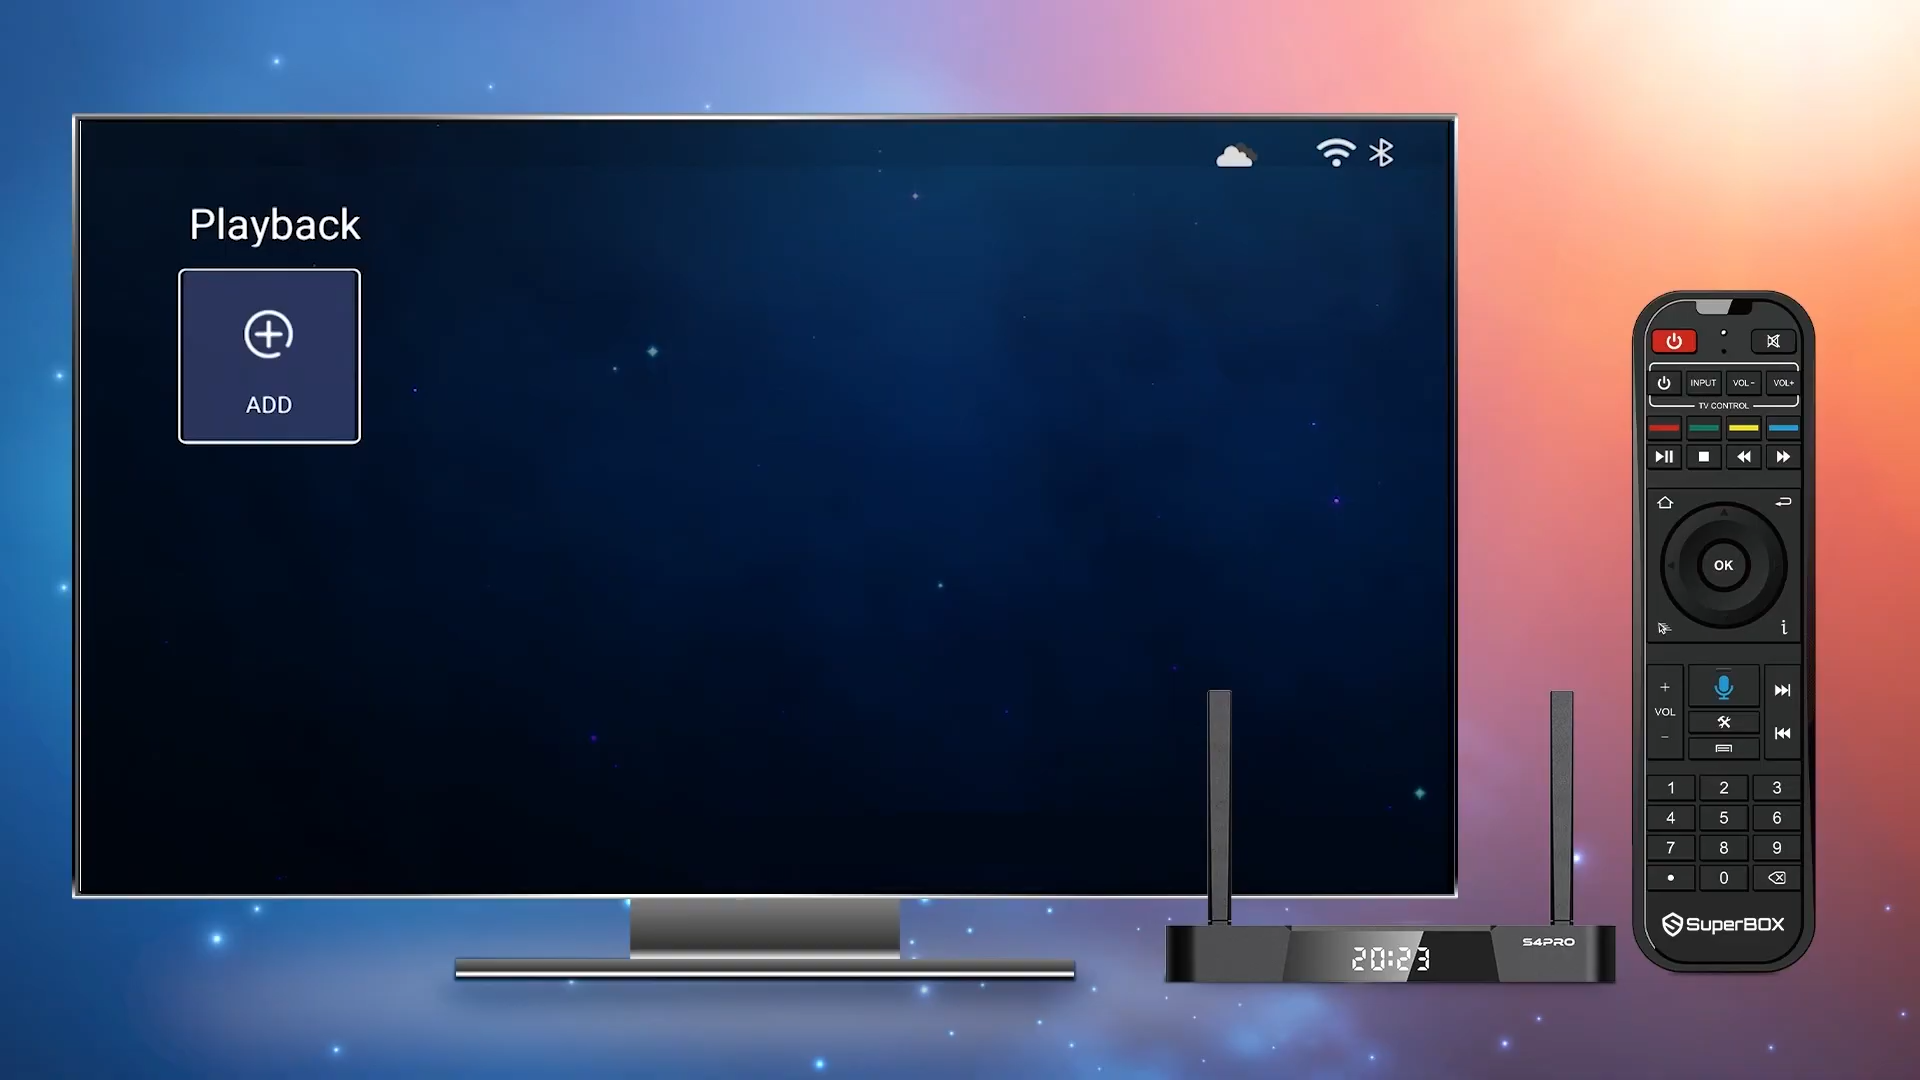 Playback
ADD
INPUT VOL- VOL+
TV CONTROL
OK
i
+
VOL
-
1 2 3
4 5 6
7 8 9
• 0
SuperBOX
S4PRO
20:23